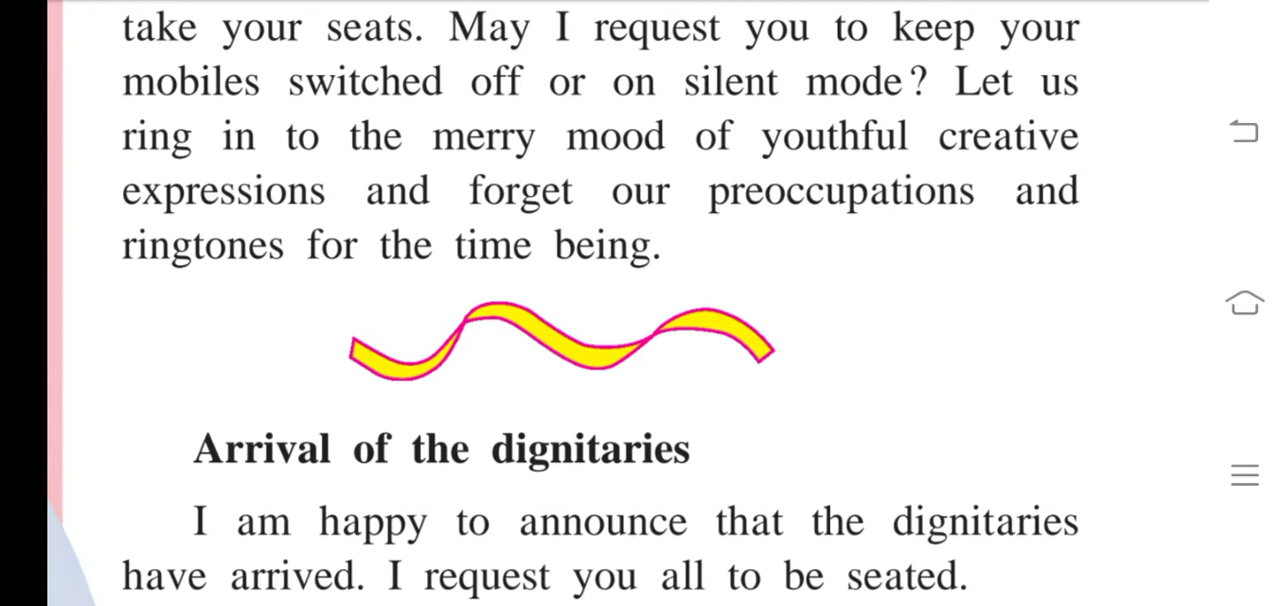 take your seats. May I request you to keep your
mobiles switched off or on silent mode? Let us
ring in to the merry mood of youthful creative
expressions and forget our preoccupations and
ringtones for the time being.
Arrival of the dignitaries
I am happy to announce that the dignitaries
have arrived. I request you all to be seated.